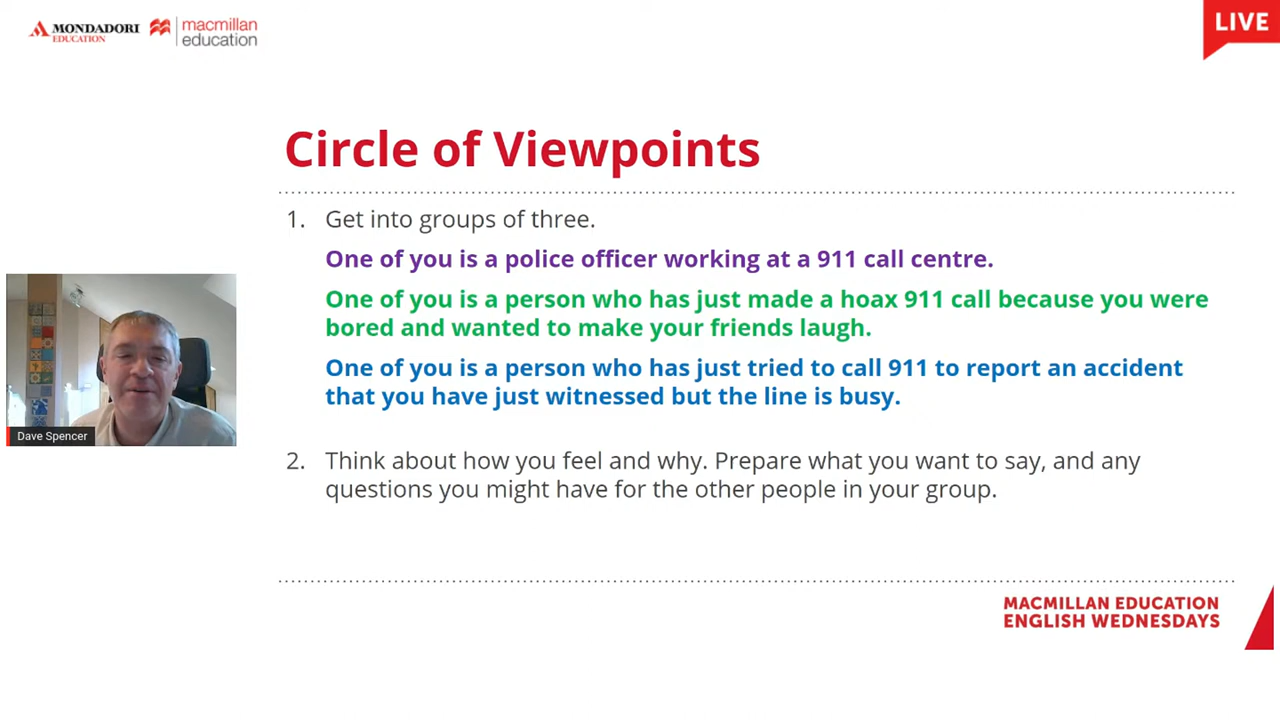 MONDADORI
EDUCATION
macmillan
education
LIVE
Circle of Viewpoints
1. Get into groups of three.
One of you is a police officer working at a 911 call centre.
One of you is a person who has just made a hoax 911 call because you were
bored and wanted to make your friends laugh.
One of you is a person who has just tried to call 911 to report an accident
that you have just witnessed but the line is busy.
Dave Spencer
2. Think about how you feel and why. Prepare what you want to say, and any
questions you might have for the other people in your group.
MACMILLAN EDUCATION
ENGLISH WEDNESDAYS